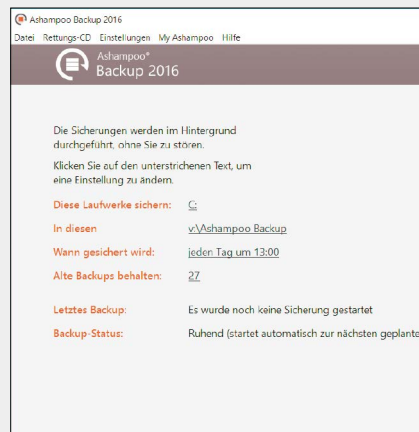 Ashampoo Backup 2016
Datei Rettungs-CD Einstellungen My Ashampoo Hilfe
Ashampoo®
Backup 2016
Die Sicherungen werden im Hintergrund
durchgeführt, ohne Sie zu stören.
Klicken Sie auf den unterstrichenen Text, um
eine Einstellung zu ändern.
Diese Laufwerke sichern: C:
In diesen v:\Ashampoo Backup
Wann gesichert wird: jeden Tag um 13:00
Alte Backups behalten: 27
Letztes Backup: Es wurde noch keine Sicherung gestartet
Backup-Status: Ruhend (startet automatisch zur nächsten geplante